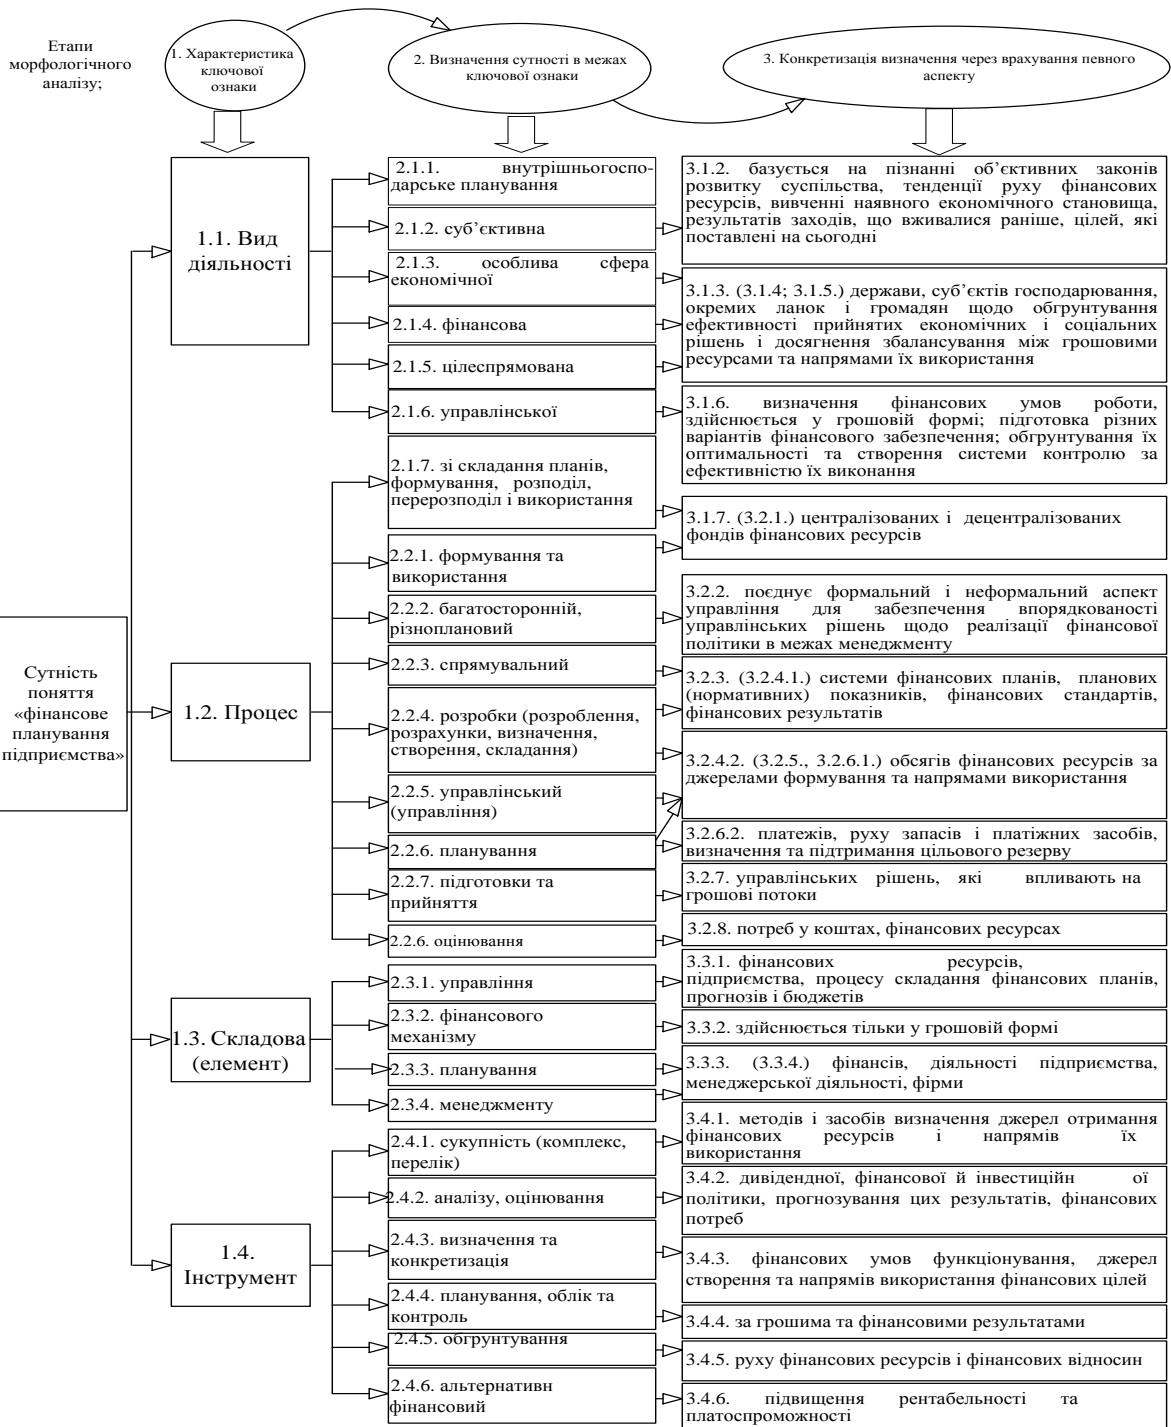 Етапи
морфологічного
аналізу;
1. Характеристика
ключової
ознаки
2. Визначення сутності в межах
ключової ознаки
3. Конкретизація визначення через врахування певного
аспекту
Сутність
поняття
«фінансове
планування
підприємства»
1.1. Вид
діяльності
1.2. Процес
1.3. Складова
(елемент)
1.4.
Інструмент
2.1.1. внутрішньогоспо-
дарське планування
2.1.2. суб’єктивна
2.1.3. особлива сфера
економічної
2.1.4. фінансова
2.1.5. цілеспрямована
2.1.6. управлінської
2.1.7. зі складання планів,
формування, розподіл,
перерозподіл і використання
2.2.1. формування та
використання
2.2.2. багатосторонній,
різноплановий
2.2.3. спрямувальний
2.2.4. розробки (розроблення,
розрахунки, визначення,
створення, складання)
2.2.5. управлінський
(управління)
2.2.6. планування
2.2.7. підготовки та
прийняття
2.2.6. оцінювання
2.3.1. управління
2.3.2. фінансового
механізму
2.3.3. планування
2.3.4. менеджменту
2.4.1. сукупність (комплекс,
перелік)
2.4.2. аналізу, оцінювання
2.4.3. визначення та
конкретизація
2.4.4. планування, облік та
контроль
2.4.5. обгрунтування
2.4.6. альтернативн
фінансовий
3.1.2. базується на пізнанні об’єктивних законів
розвитку суспільства, тенденції руху фінансових
ресурсів, вивченні наявного економічного становища,
результатів заходів, що вживалися раніше, цілей, які
поставлені на сьогодні
3.1.3. (3.1.4; 3.1.5.) держави, суб’єктів господарювання,
окремих ланок і громадян щодо обгрунтування
ефективності прийнятих економічних і соціальних
рішень і досягнення збалансування між грошовими
ресурсами та напрямами їх використання
3.1.6. визначення фінансових умов роботи,
здійснюється у грошовій формі; підготовка різних
варіантів фінансового забезпечення; обгрунтування їх
оптимальності та створення системи контролю за
ефективністю їх виконання
3.1.7. (3.2.1.) централізованих і децентралізованих
фондів фінансових ресурсів
3.2.2. поєднує формальний і неформальний аспект
управління для забезпечення впорядкованості
управлінських рішень щодо реалізації фінансової
політики в межах менеджменту
3.2.3. (3.2.4.1.) системи фінансових планів, планових
(нормативних) показників, фінансових стандартів,
фінансових результатів
3.2.4.2. (3.2.5., 3.2.6.1.) обсягів фінансових ресурсів за
джерелами формування та напрямами використання
3.2.6.2. платежів, руху запасів і платіжних засобів,
визначення та підтримання цільового резерву
3.2.7. управлінських рішень, які впливають на
грошові потоки
3.2.8. потреб у коштах, фінансових ресурсах
3.3.1. фінансових ресурсів,
підприємства, процесу складання фінансових планів,
прогнозів і бюджетів
3.3.2. здійснюється тільки у грошовій формі
3.3.3. (3.3.4.) фінансів, діяльності підприємства,
менеджерської діяльності, фірми
3.4.1. методів і засобів визначення джерел отримання
фінансових ресурсів і напрямів їх
використання
3.4.2. дивідендної, фінансової й інвестиційн ої
політики, прогнозування цих результатів, фінансових
потреб
3.4.3. фінансових умов функціонування, джерел
створення та напрямів використання фінансових цілей
3.4.4. за грошима та фінансовими результатами
3.4.5. руху фінансових ресурсів і фінансових відносин
3.4.6. підвищення рентабельності та
платоспроможності